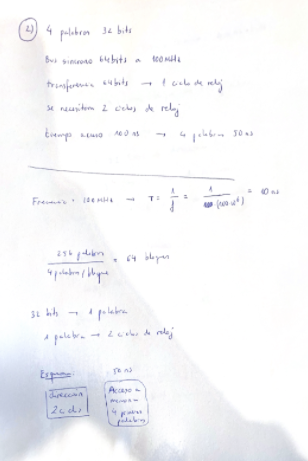 2) 4 palabras 32 bits
Bus síncrono 64 bits a 100 MHz
transferencia 64 bits → 1 ciclo de reloj
se necesitan 2 ciclos de reloj
tiempo acceso 100 ns → 4 palabras 30 ns
Frecuencia = 100 MHz → T = 1/f = 1/(100·10⁶) = 10 ns
256 palabras / 4 palabras/bloque = 64 bloques
32 bits → 1 palabra
1 palabra → 2 ciclos de reloj
Esquema: 50 ns
dirección
2 ciclos
Acceso a
memoria
4 primeras
palabras